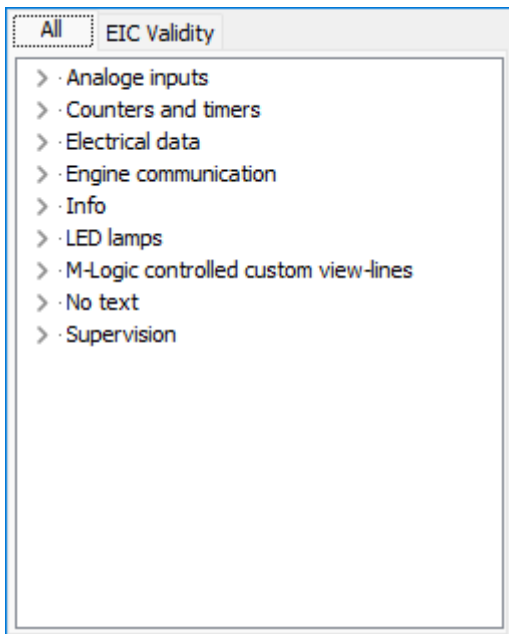 All EIC Validity
Analoge inputs
Counters and timers
Electrical data
Engine communication
Info
LED lamps
M-Logic controlled custom view-lines
No text
Supervision